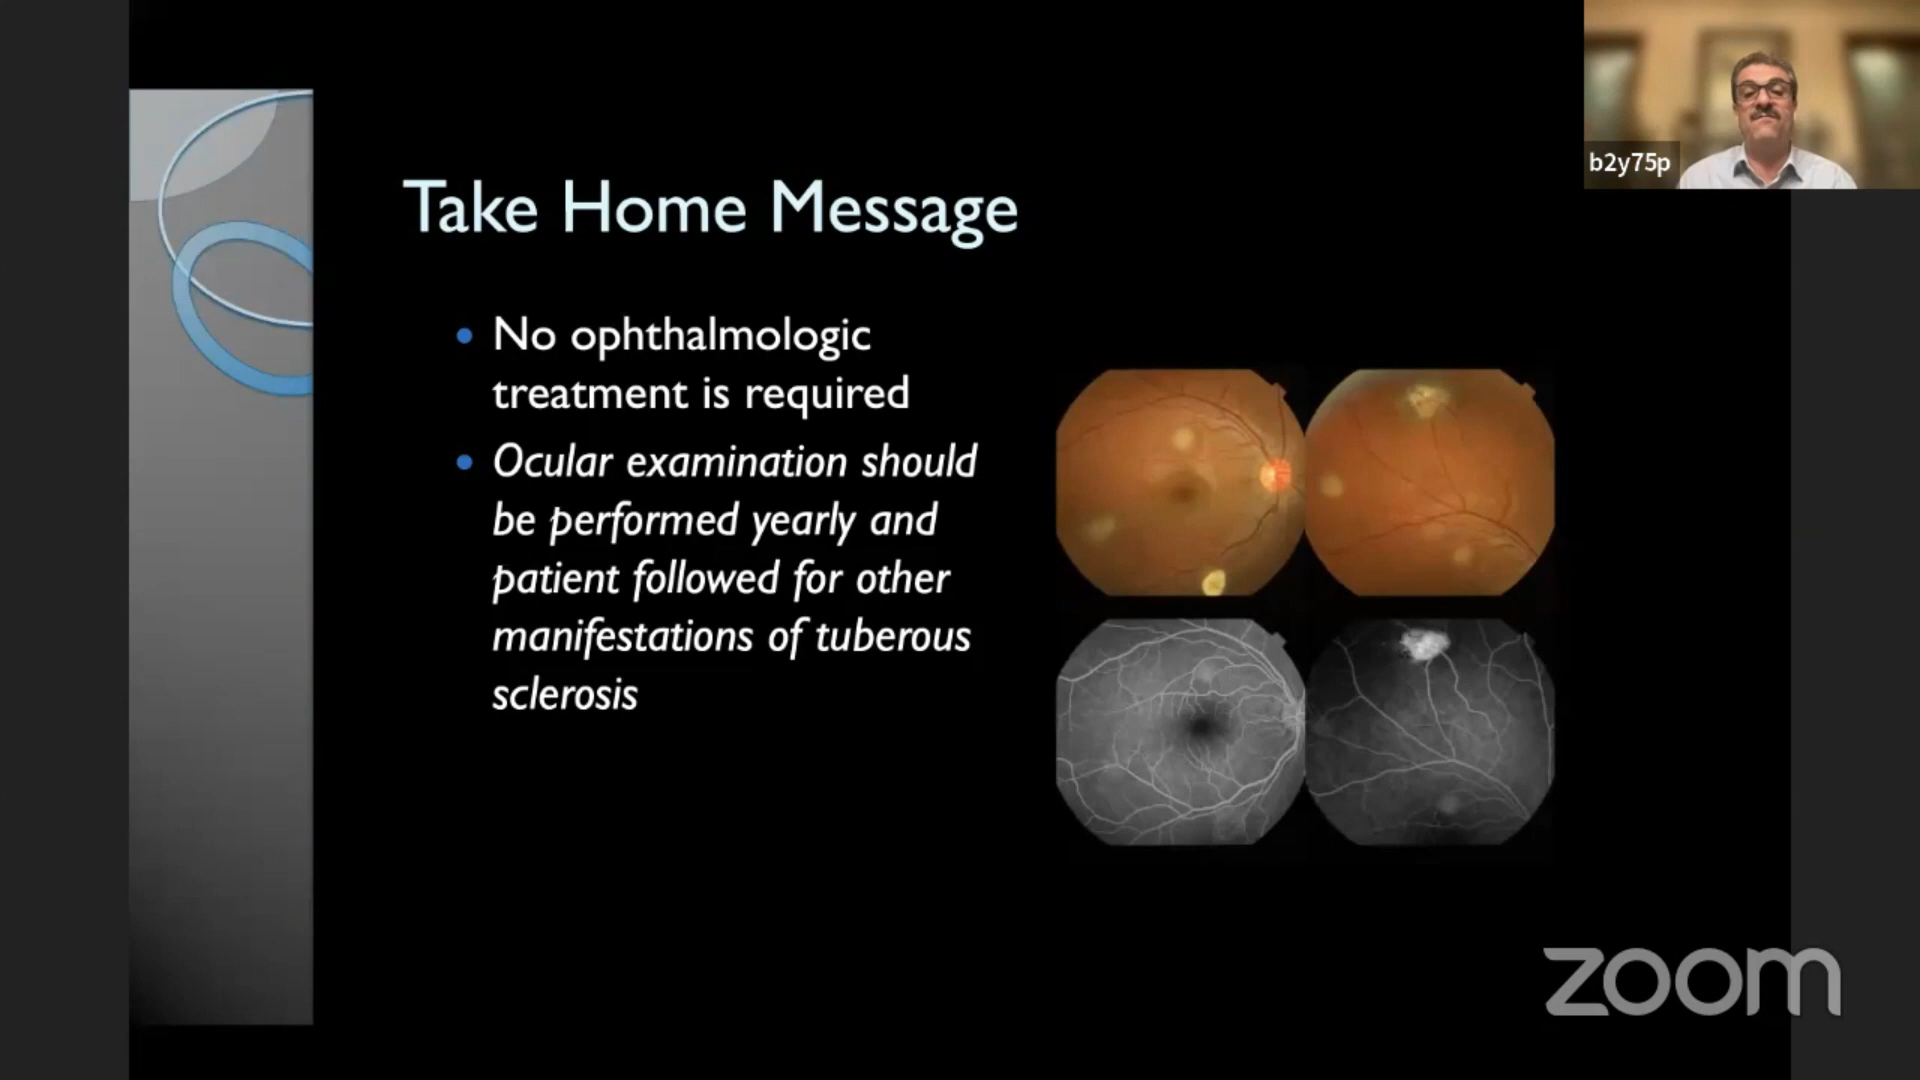 b2y75p
Take Home Message
No ophthalmologic
treatment is required
Ocular examination should
be performed yearly and
patient followed for other
manifestations of tuberous
sclerosis
zoom